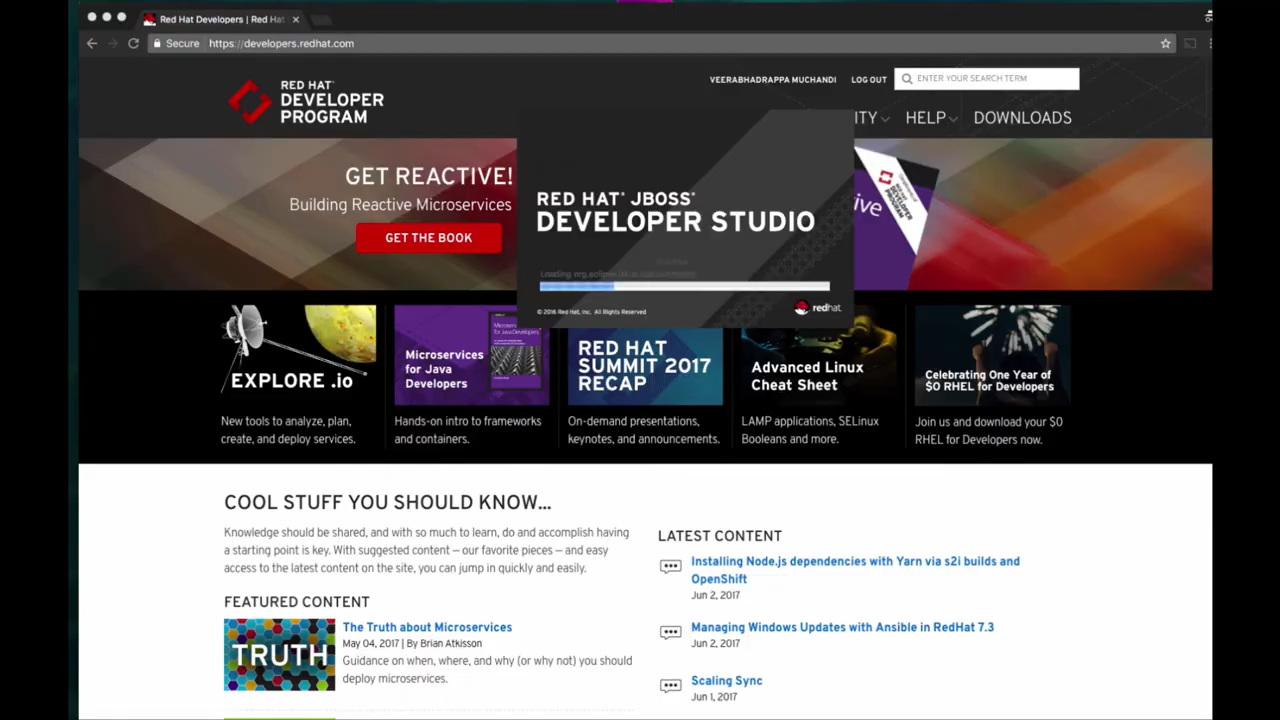 Red Hat Developers | Red Hat
Secure
https://developers.redhat.com
VEERABHADRAPPA MUCHANDI
LOG OUT
ENTER YOUR SEARCH TERM
RED HAT
DEVELOPER
PROGRAM
ITY
HELP
DOWNLOADS
GET REACTIVE!
Building Reactive Microservices
GET THE BOOK
RED HAT® JBOSS®
DEVELOPER STUDIO
© 2016 Red Hat, Inc. All Rights Reserved
redhat.
EXPLORE .io
Microservices
for Java
Developers
RED HAT
SUMMIT 2017
RECAP
Advanced Linux
Cheat Sheet
Celebrating One Year of
$0 RHEL for Developers
New tools to analyze, plan,
create, and deploy services.
Hands-on intro to frameworks
and containers.
On-demand presentations,
keynotes, and announcements.
LAMP applications, SELinux
Booleans and more.
Join us and download your $0
RHEL for Developers now.
COOL STUFF YOU SHOULD KNOW...
Knowledge should be shared, and with so much to learn, do and accomplish having
a starting point is key. With suggested content — our favorite pieces — and easy
access to the latest content on the site, you can jump in quickly and easily.
FEATURED CONTENT
TRUTH
The Truth about Microservices
May 04, 2017 | By Brian Atkisson
Guidance on when, where, and why (or why not) you should
deploy microservices.
LATEST CONTENT
Installing Node.js dependencies with Yarn via s2i builds and
OpenShift
Jun 2, 2017
Managing Windows Updates with Ansible in RedHat 7.3
Jun 2, 2017
Scaling Sync
Jun 1, 2017